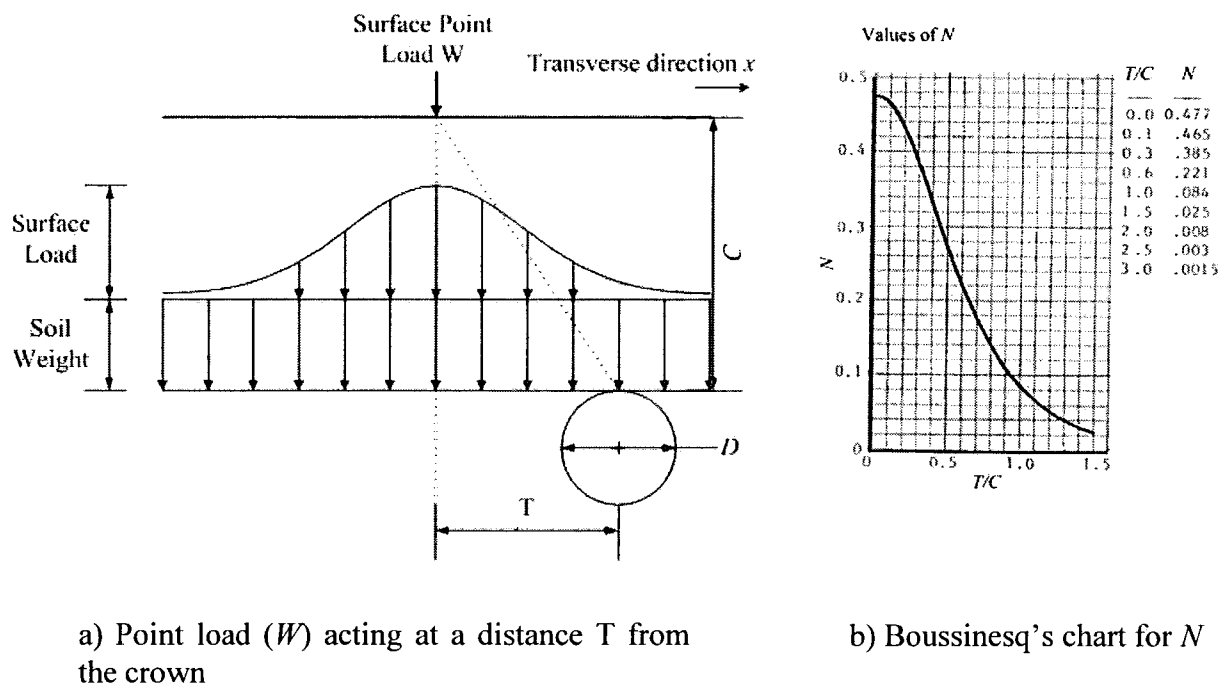 Surface Point
Load W
Transverse direction x
Surface
Load
Soil
Weight
C
D
T
a) Point load (W) acting at a distance T from
the crown
Values of N
0.5
0.4
0.3
0.2
0.1
0
N
0 0.5 1.0 1.5
T/C
T/C N
0.0 0.477
0.1 .465
0.3 .385
0.6 .221
1.0 .084
1.5 .025
2.0 .008
2.5 .003
3.0 .0015
b) Boussinesq's chart for N